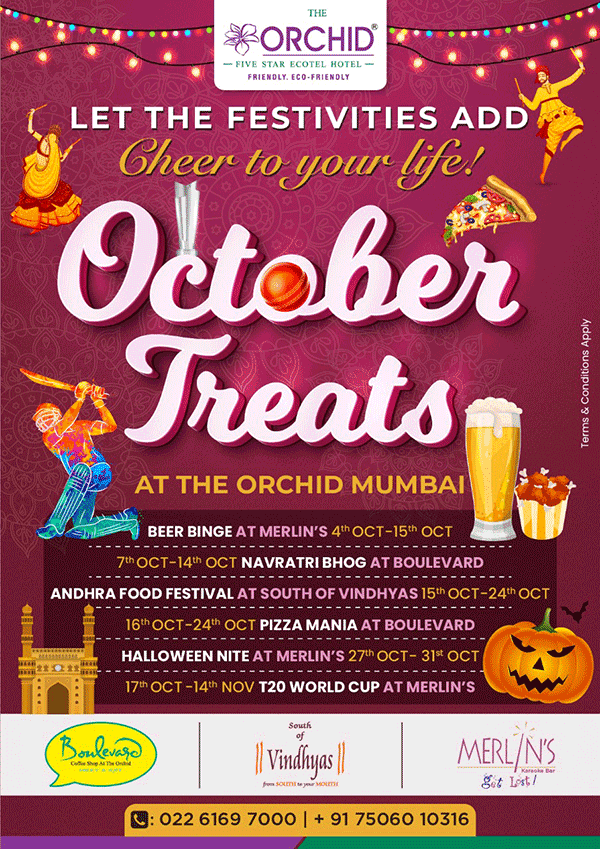 THE
ORCHID®
FIVE STAR ECOTEL HOTEL
FRIENDLY. ECO-FRIENDLY
LET THE FESTIVITIES ADD
Cheer to your life!
October
Treats
Terms & Conditions Apply
AT THE ORCHID MUMBAI
BEER BINGE AT MERLIN'S 4th OCT-15th OCT
7th OCT-14th OCT NAVRATRI BHOG AT BOULEVARD
ANDHRA FOOD FESTIVAL AT SOUTH OF VINDHYAS 15th OCT-24th OCT
16th OCT-24th OCT PIZZA MANIA AT BOULEVARD
HALLOWEEN NITE AT MERLIN'S 27th OCT- 31st OCT
17th OCT -14th NOV T20 WORLD CUP AT MERLIN'S
Boulevard
Coffee Shop At The Orchid
South
of
Vindhyas
from SOUTH to your MOUTH
MERLIN'S
Karaoke Bar
get Lost!
: 022 6169 7000 | + 91 75060 10316